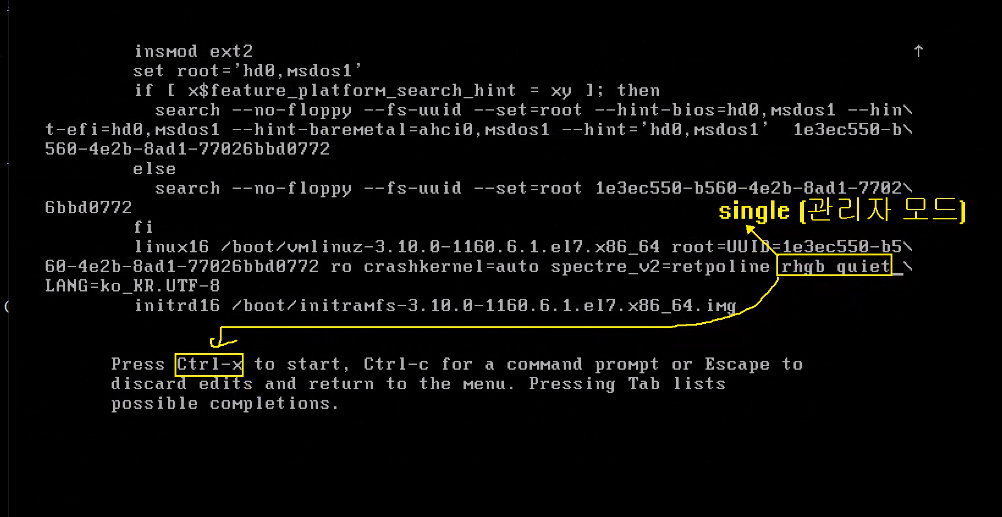 insmod ext2
set root='hd0,msdos1'
if [ x$feature_platform_search_hint = xy ]; then
search --no-floppy --fs-uuid --set=root --hint-bios=hd0,msdos1 --hin\
t-efi=hd0,msdos1 --hint-baremetal=ahci0,msdos1 --hint='hd0,msdos1'  1e3ec550-b\
560-4e2b-8ad1-77026bbd0772
else
search --no-floppy --fs-uuid --set=root 1e3ec550-b560-4e2b-8ad1-7702\
6bbd0772
single (관리자 모드)
fi
linux16 /boot/vmlinuz-3.10.0-1160.6.1.el7.x86_64 root=UUID=1e3ec550-b5\
60-4e2b-8ad1-77026bbd0772 ro crashkernel=auto spectre_v2=retpoline rhgb quiet_\
LANG=ko_KR.UTF-8
initrd16 /boot/initramfs-3.10.0-1160.6.1.el7.x86_64.img
Press Ctrl-x to start, Ctrl-c for a command prompt or Escape to
discard edits and return to the menu. Pressing Tab lists
possible completions.